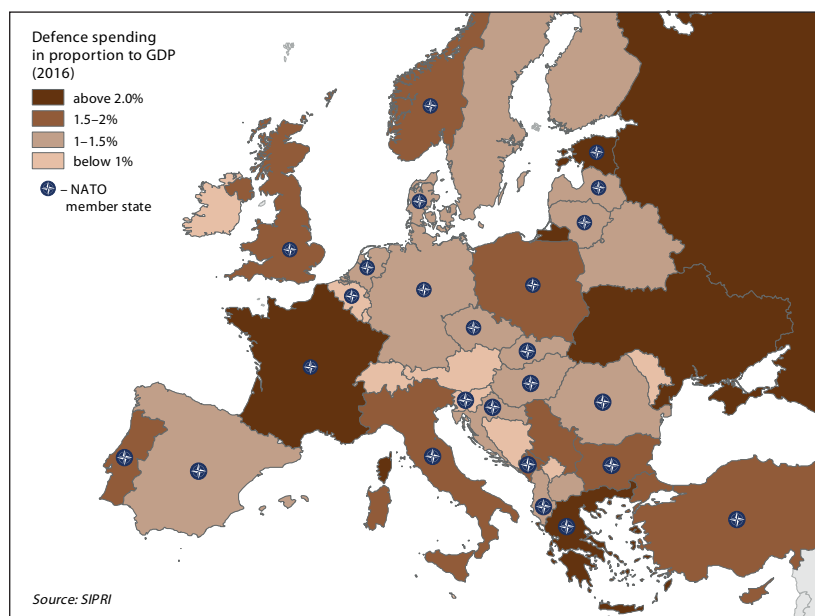 Defence spending
in proportion to GDP
(2016)
above 2.0%
1.5–2%
1–1.5%
below 1%
– NATO
member state
Source: SIPRI